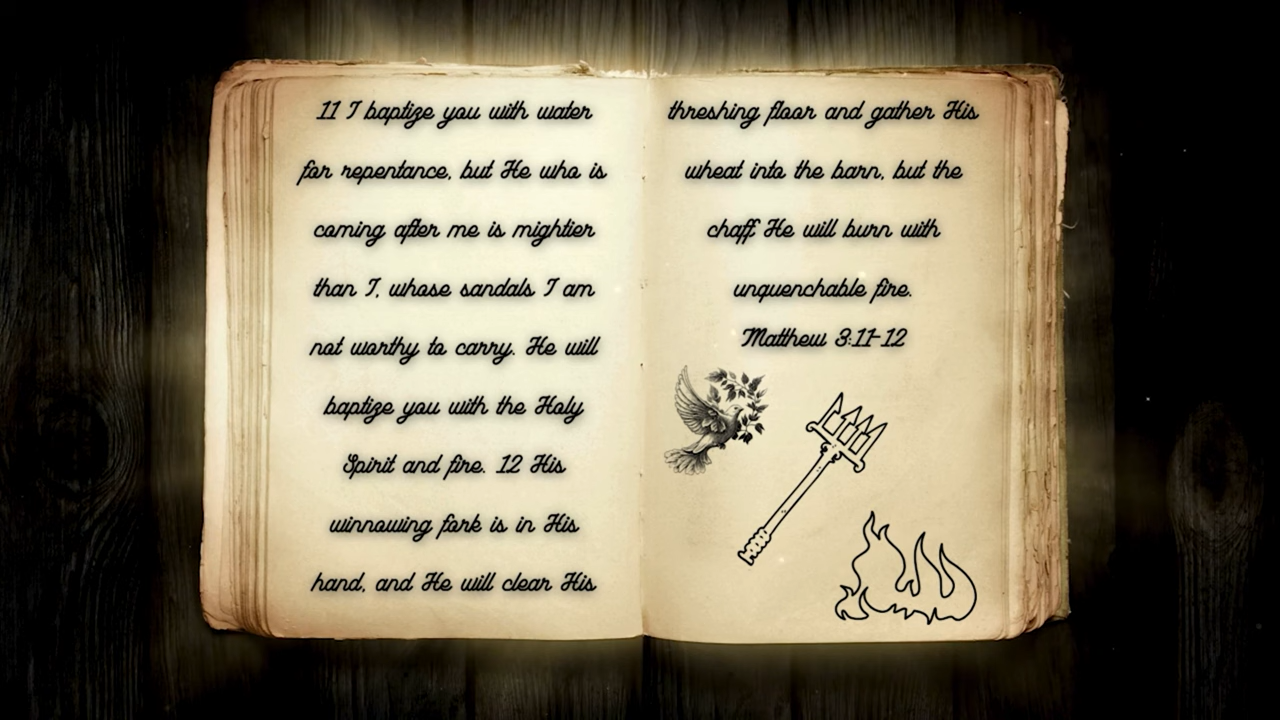 11 I baptize you with water
for repentance, but He who is
coming after me is mightier
than I, whose sandals I am
not worthy to carry. He will
baptize you with the Holy
Spirit and fire. 12 His
winnowing fork is in His
hand, and He will clear His
threshing floor and gather His
wheat into the barn, but the
chaff He will burn with
unquenchable fire.
Matthew 3:11-12